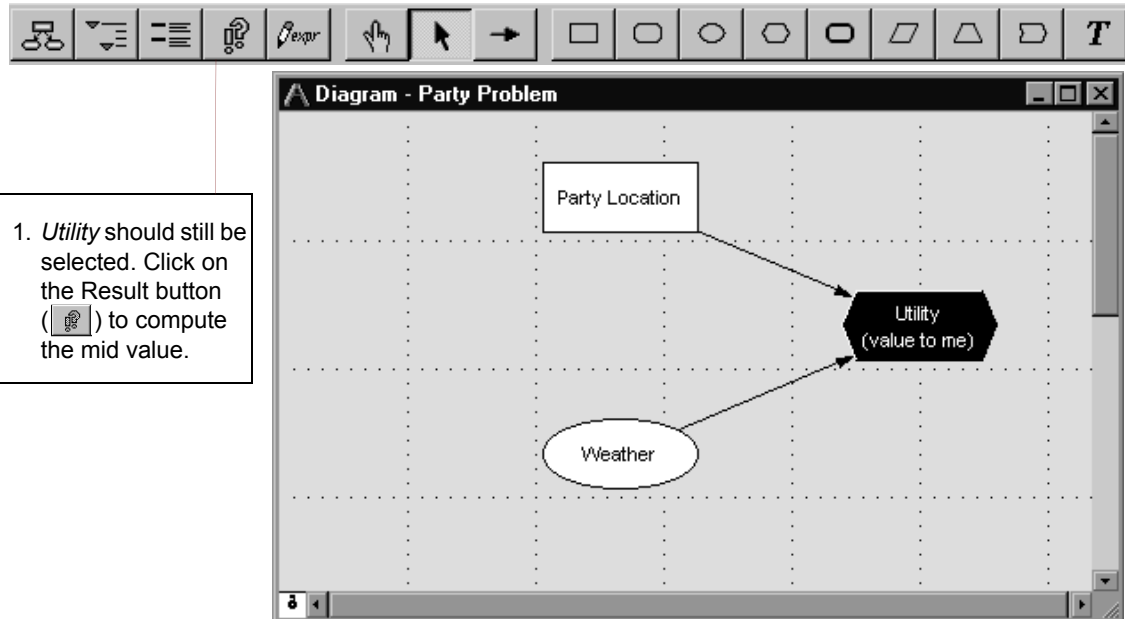 expr
T
Diagram - Party Problem
Party Location
1. Utility should still be
selected. Click on
the Result button
( ) to compute
the mid value.
Utility
(value to me)
Weather